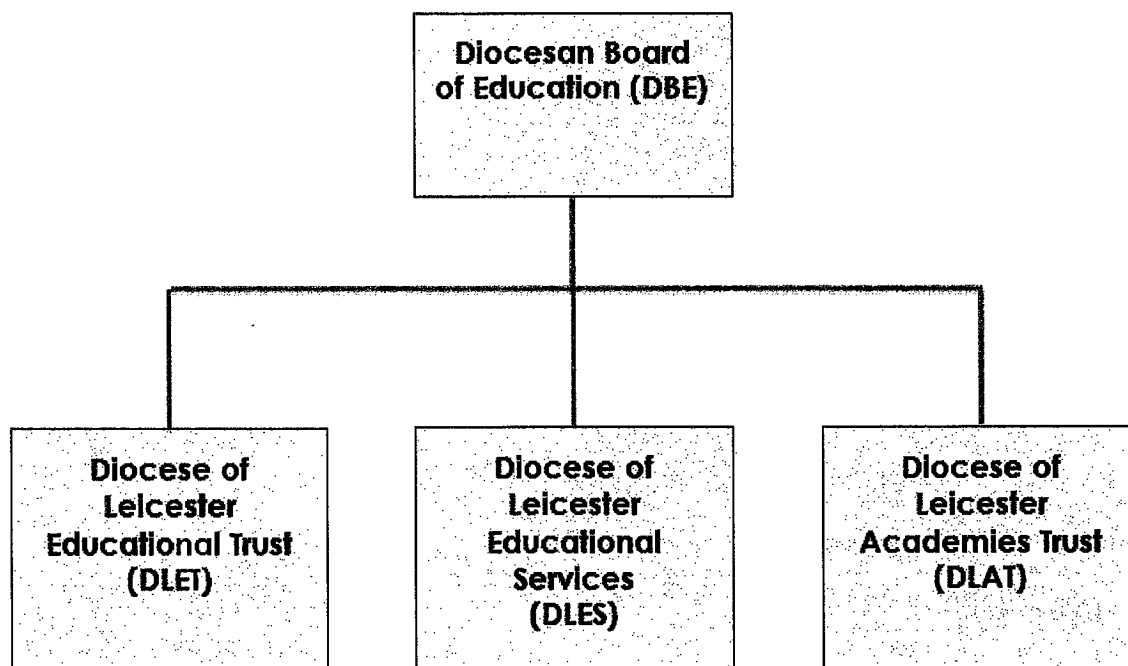 Diocesan Board
of Education (DBE)
Diocese of
Leicester
Educational Trust
(DLET)
Diocese of
Leicester
Educational
Services
(DLES)
Diocese of
Leicester
Academies Trust
(DLAT)